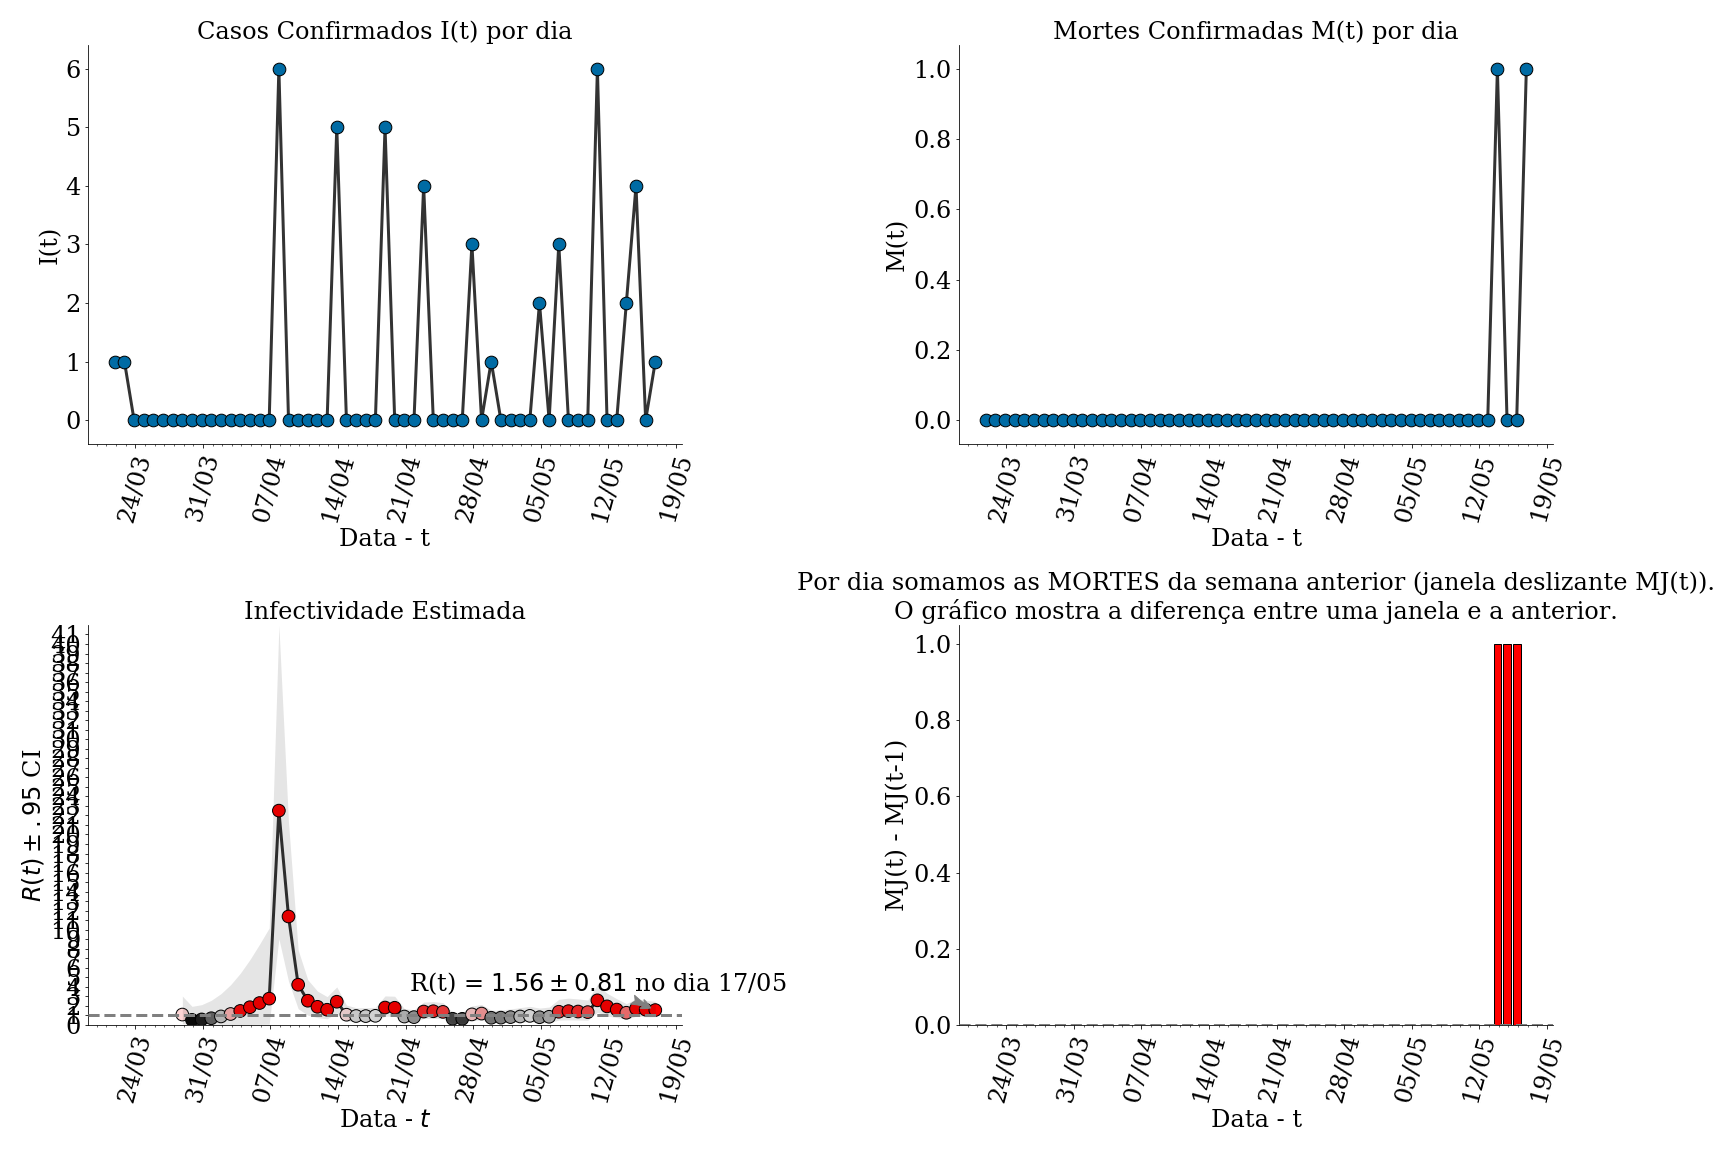 Casos Confirmados I(t) por dia
I(t)
6
5
4
3
2
1
0
24/03 31/03 07/04 14/04 21/04 28/04 05/05 12/05 19/05
Data - t
Mortes Confirmadas M(t) por dia
M(t)
1.0
0.8
0.6
0.4
0.2
0.0
24/03 31/03 07/04 14/04 21/04 28/04 05/05 12/05 19/05
Data - t
Infectividade Estimada
R(t) ± .95 CI
41
0
R(t) = 1.56 ± 0.81 no dia 17/05
24/03 31/03 07/04 14/04 21/04 28/04 05/05 12/05 19/05
Data - t
Por dia somamos as MORTES da semana anterior (janela deslizante MJ(t)).
O gráfico mostra a diferença entre uma janela e a anterior.
MJ(t) - MJ(t-1)
1.0
0.8
0.6
0.4
0.2
0.0
24/03 31/03 07/04 14/04 21/04 28/04 05/05 12/05 19/05
Data - t